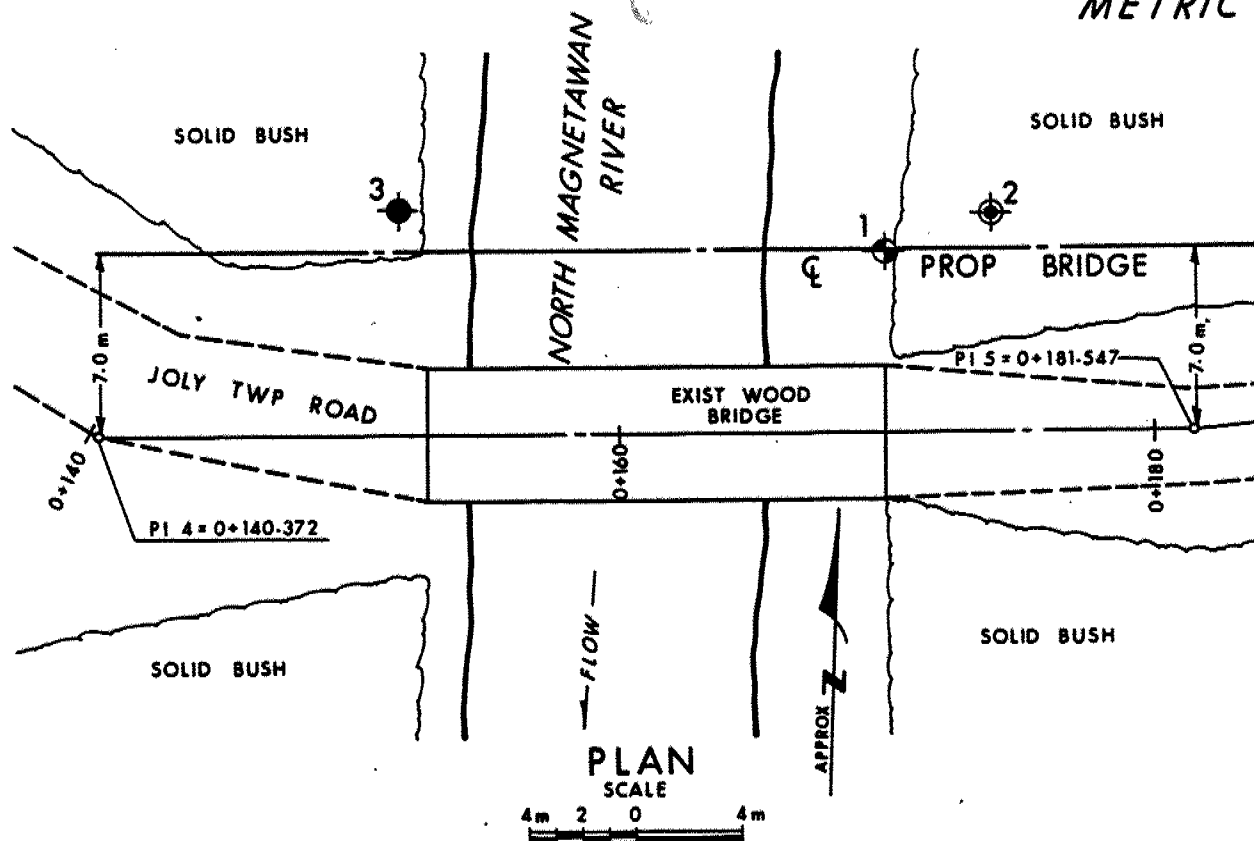 METRIC
SOLID BUSH
NORTH MAGNETAWAN
RIVER
SOLID BUSH
3
2
1
℄ PROP BRIDGE
7.0 m
7.0 m.
PI 5 = 0+181-547
JOLY TWP ROAD
EXIST WOOD
BRIDGE
0+140
0+160
0+180
PI 4 = 0+140-372
FLOW
SOLID BUSH
SOLID BUSH
APPROX N
PLAN
SCALE
4m 2 0 4m